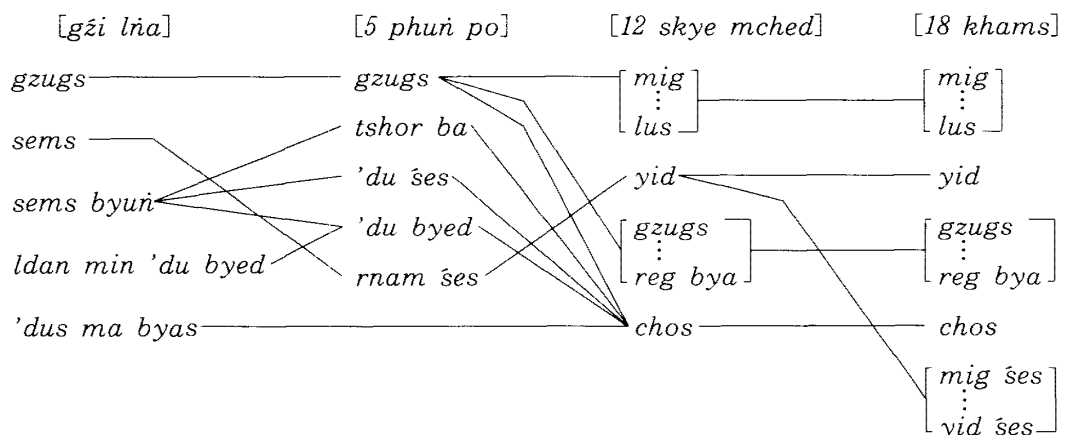 [gźi lṅa] [5 phuṅ po] [12 skye mched] [18 khams]
gzugs gzugs mig mig
⋮ ⋮
tshor ba lus lus
sems
'du śes yid yid
sems byuṅ
'du byed gzugs gzugs
⋮ ⋮
ldan min 'du byed rnam śes reg bya reg bya
'dus ma byas chos chos
mig śes
⋮
yid śes